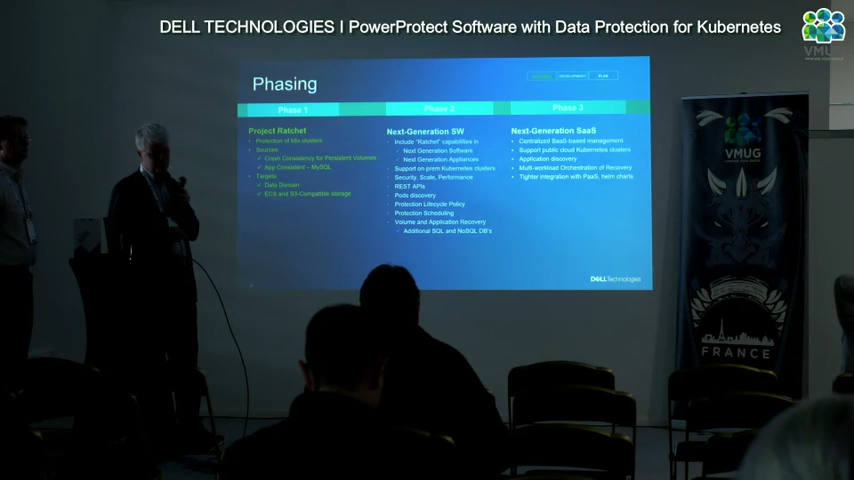 DELL TECHNOLOGIES I PowerProtect Software with Data Protection for Kubernetes
VMUG
Phasing
DEVELOPMENT
PLAN
Phase 1
Phase 2
Phase 3
Project Ratchet
Protection of k8s clusters
Sources
✓ Crash Consistency for Persistent Volumes
✓ App Consistent – MySQL
Targets
✓ Data Domain
✓ ECS and S3-Compatible storage
Next-Generation SW
Include "Ratchet" capabilities in
Next Generation Software
Next Generation Appliances
Support on prem Kubernetes clusters
Security, Scale, Performance
REST APIs
Pods discovery
Protection Lifecycle Policy
Protection Scheduling
Volume and Application Recovery
Additional SQL and NoSQL DB's
Next-Generation SaaS
• Centralized SaaS-based management
• Support public cloud Kubernetes clusters
• Application discovery
• Multi-workload Orchestration of Recovery
• Tighter integration with PaaS, helm charts
DELLTechnologies
VMUG
FRANCE